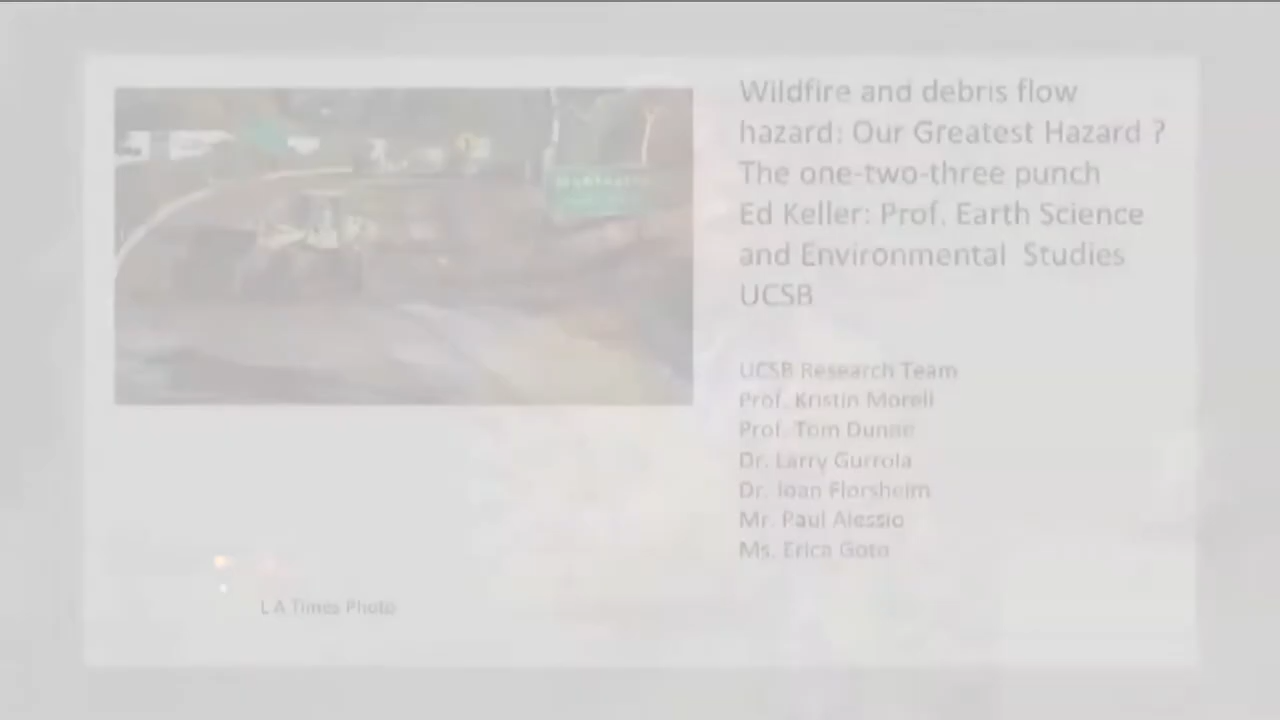 Wildfire and debris flow
hazard: Our Greatest Hazard ?
The one-two-three punch
Ed Keller: Prof. Earth Science
and Environmental Studies
UCSB
UCSB Research Team
Prof. Kristin Morell
Prof. Tom Dunne
Dr. Larry Gurrola
Dr. Joan Florsheim
Mr. Paul Alessio
Ms. Erica Goto
L A Times Photo